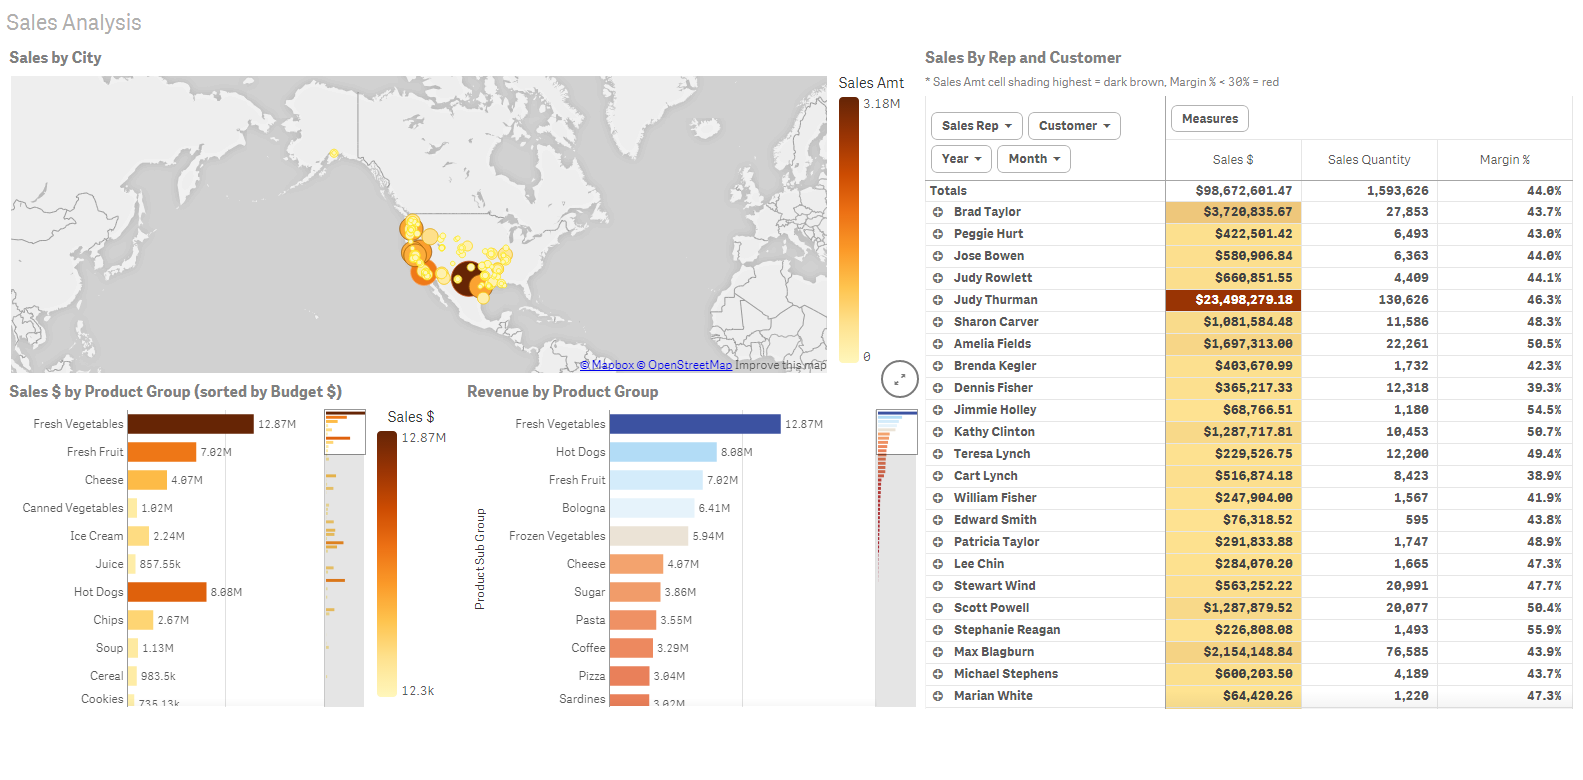 Sales Analysis
Sales by City
Sales Amt
3.18M
0
© Mapbox © OpenStreetMap Improve this map
Sales $ by Product Group (sorted by Budget $)
Fresh Vegetables 12.87M
Fresh Fruit 7.02M
Cheese 4.07M
Canned Vegetables 1.02M
Ice Cream 2.24M
Juice 857.55k
Hot Dogs 8.08M
Chips 2.67M
Soup 1.13M
Cereal 983.5k
Cookies 735.13k
Sales $
12.87M
12.3k
Revenue by Product Group
Product Sub Group
Fresh Vegetables 12.87M
Hot Dogs 8.08M
Fresh Fruit 7.02M
Bologna 6.41M
Frozen Vegetables 5.94M
Cheese 4.07M
Sugar 3.86M
Pasta 3.55M
Coffee 3.29M
Pizza 3.04M
Sardines 3.02M
Sales By Rep and Customer
* Sales Amt cell shading highest = dark brown, Margin % < 30% = red
Sales Rep Customer
Year Month
Measures
Sales $ Sales Quantity Margin %
Totals $98,672,601.47 1,593,626 44.0%
Brad Taylor $3,720,835.67 27,853 43.7%
Peggie Hurt $422,501.42 6,493 43.0%
Jose Bowen $580,906.84 6,363 44.0%
Judy Rowlett $660,851.55 4,409 44.1%
Judy Thurman $23,498,279.18 130,626 46.3%
Sharon Carver $1,081,584.48 11,586 48.3%
Amelia Fields $1,697,313.00 22,261 50.5%
Brenda Kegler $403,670.99 1,732 42.3%
Dennis Fisher $365,217.33 12,318 39.3%
Jimmie Holley $68,766.51 1,180 54.5%
Kathy Clinton $1,287,717.81 10,453 50.7%
Teresa Lynch $229,526.75 12,200 49.4%
Cart Lynch $516,874.18 8,423 38.9%
William Fisher $247,904.00 1,567 41.9%
Edward Smith $76,318.52 595 43.8%
Patricia Taylor $291,833.88 1,747 48.9%
Lee Chin $284,070.20 1,665 47.3%
Stewart Wind $563,252.22 20,991 47.7%
Scott Powell $1,287,879.52 20,077 50.4%
Stephanie Reagan $226,808.08 1,493 55.9%
Max Blagburn $2,154,148.84 76,585 43.9%
Michael Stephens $600,203.50 4,189 43.7%
Marian White $64,420.26 1,220 47.3%